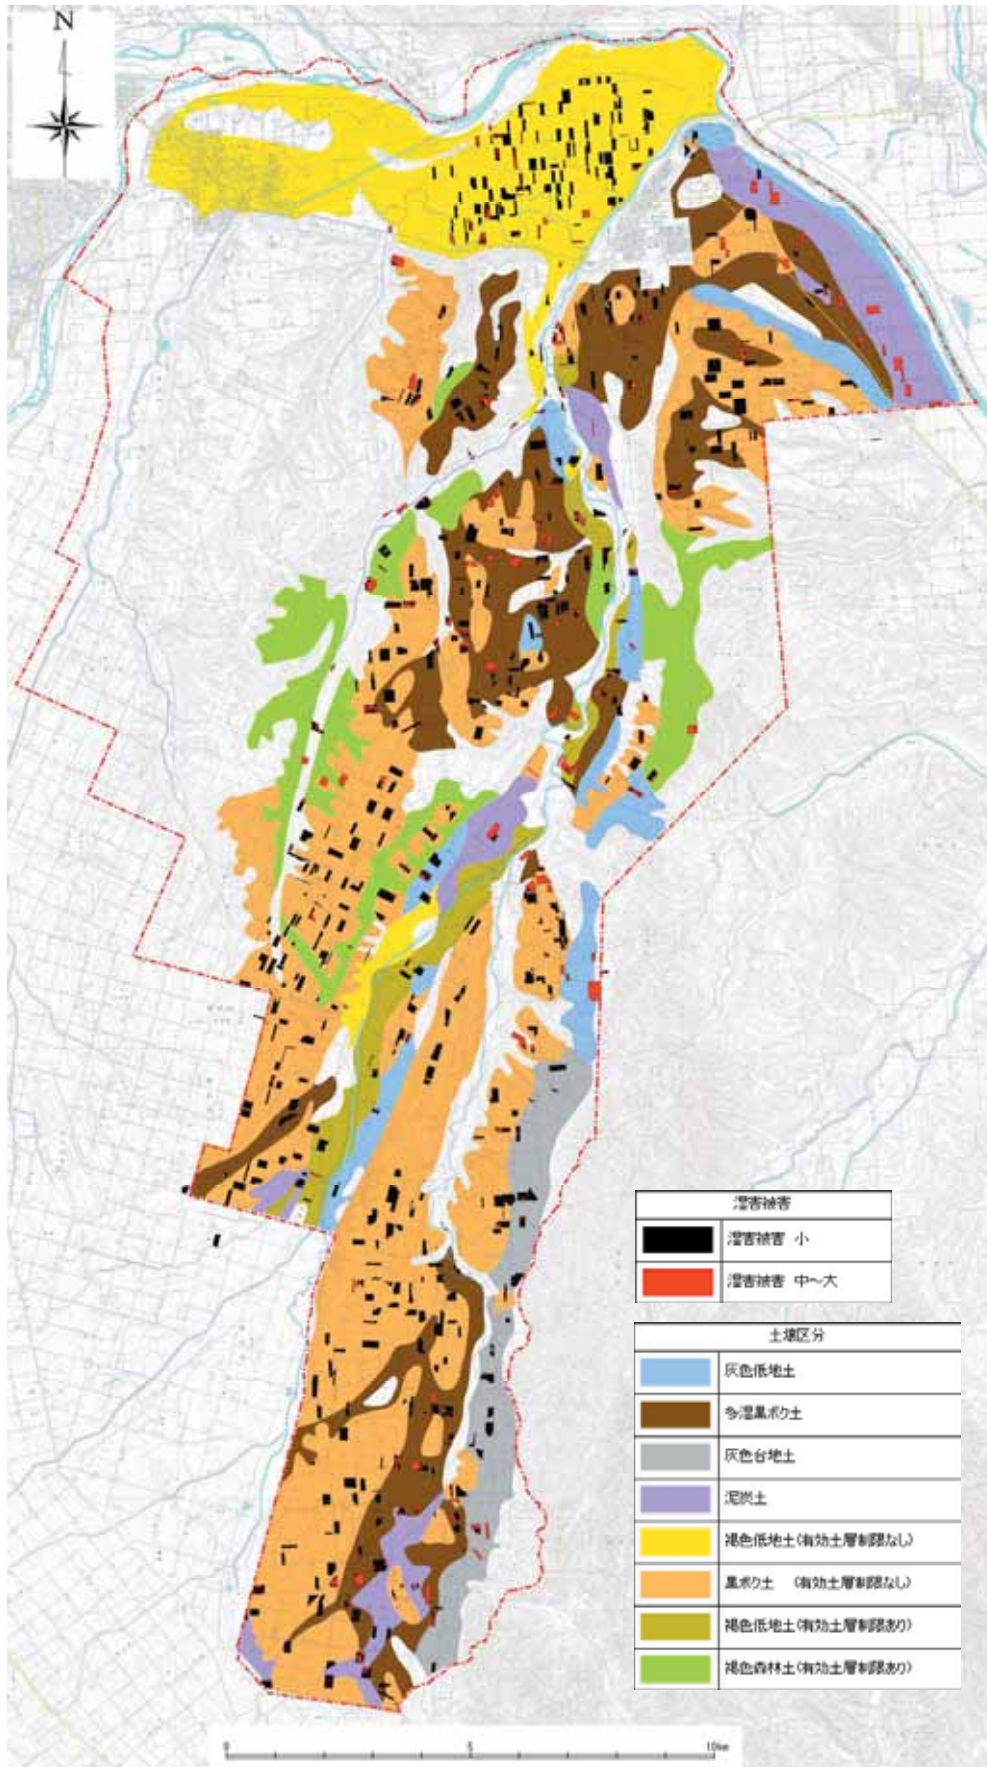 N
湿害被害
湿害被害 小
湿害被害 中～大
土壌区分
灰色低地土
多湿黒ボク土
灰色台地土
泥炭土
褐色低地土(有効土層制限なし)
黒ボク土 (有効土層制限なし)
褐色低地土(有効土層制限あり)
褐色森林土(有効土層制限あり)
0 5 10km